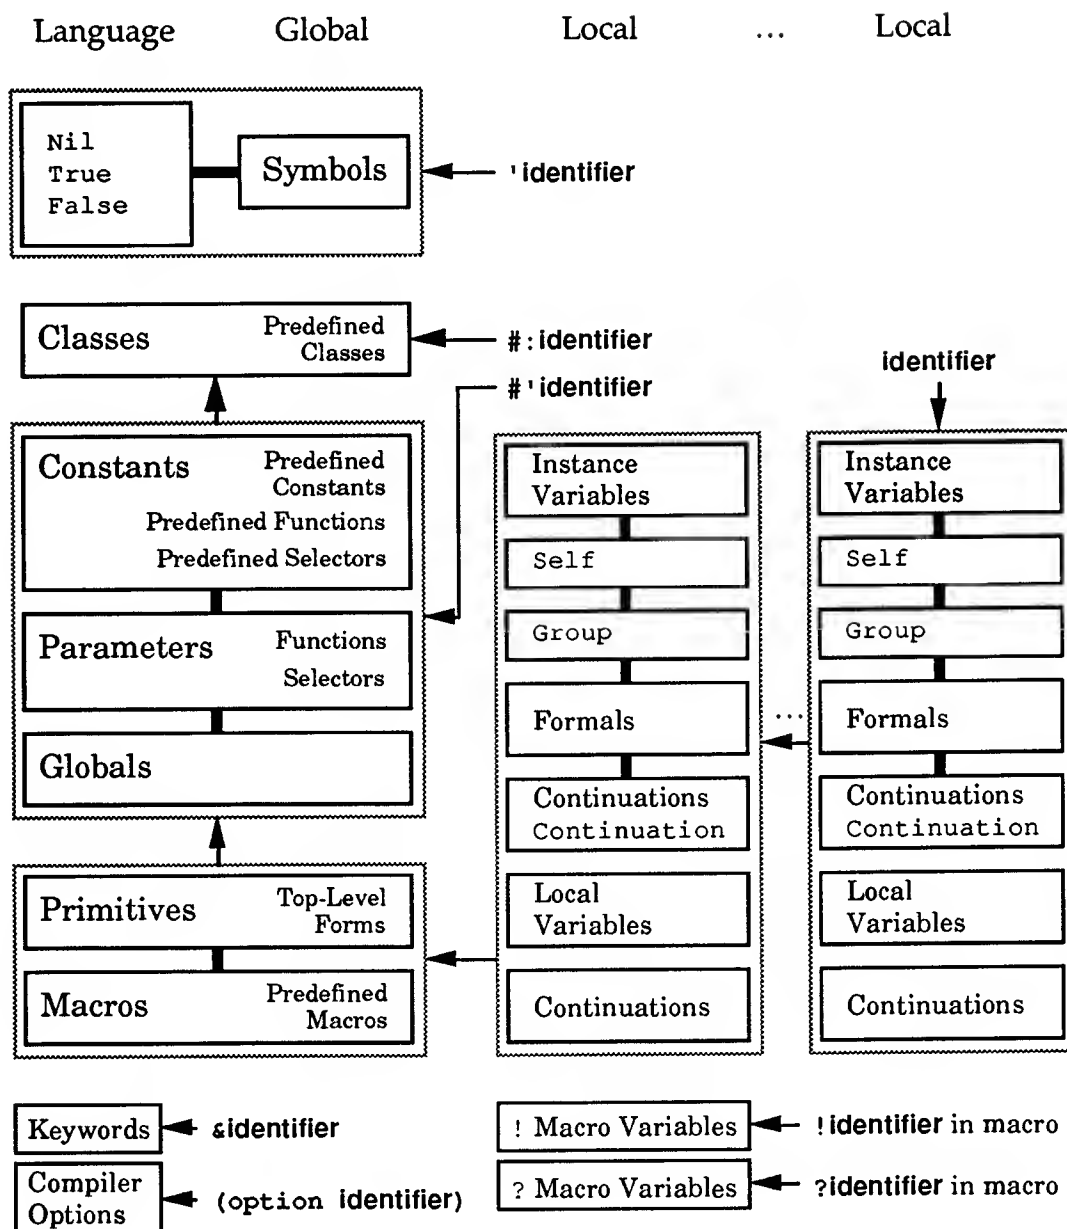 Language Global Local ... Local
Nil
True
False
Symbols
'identifier
Classes
Predefined
Classes
#:identifier
#'identifier
identifier
Constants
Predefined
Constants
Predefined Functions
Predefined Selectors
Parameters
Functions
Selectors
Globals
Primitives
Top-Level
Forms
Macros
Predefined
Macros
Instance
Variables
Self
Group
Formals
Continuations
Continuation
Local
Variables
Continuations
...
Instance
Variables
Self
Group
Formals
Continuations
Continuation
Local
Variables
Continuations
Keywords
&identifier
Compiler
Options
(option identifier)
! Macro Variables
!identifier in macro
? Macro Variables
?identifier in macro